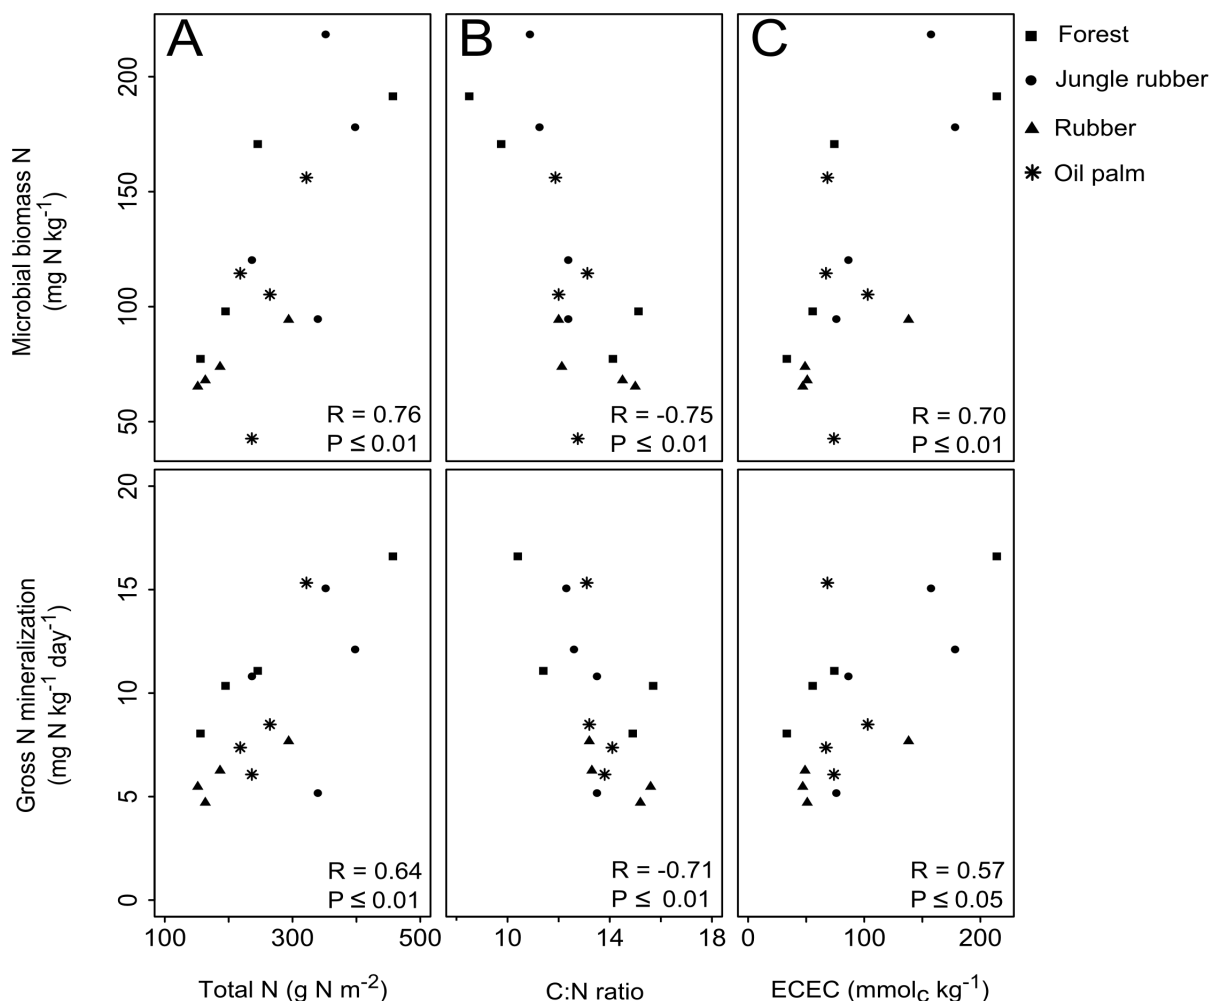 A
B
C
Forest
Jungle rubber
Rubber
Oil palm
Microbial biomass N
(mg N kg⁻¹)
200
150
100
50
R = 0.76
P ≤ 0.01
R = -0.75
P ≤ 0.01
R = 0.70
P ≤ 0.01
Gross N mineralization
(mg N kg⁻¹ day⁻¹)
20
15
10
5
0
R = 0.64
P ≤ 0.01
R = -0.71
P ≤ 0.01
R = 0.57
P ≤ 0.05
100 300 500
10 14 18
0 100 200
Total N (g N m⁻²)
C:N ratio
ECEC (mmolC kg⁻¹)